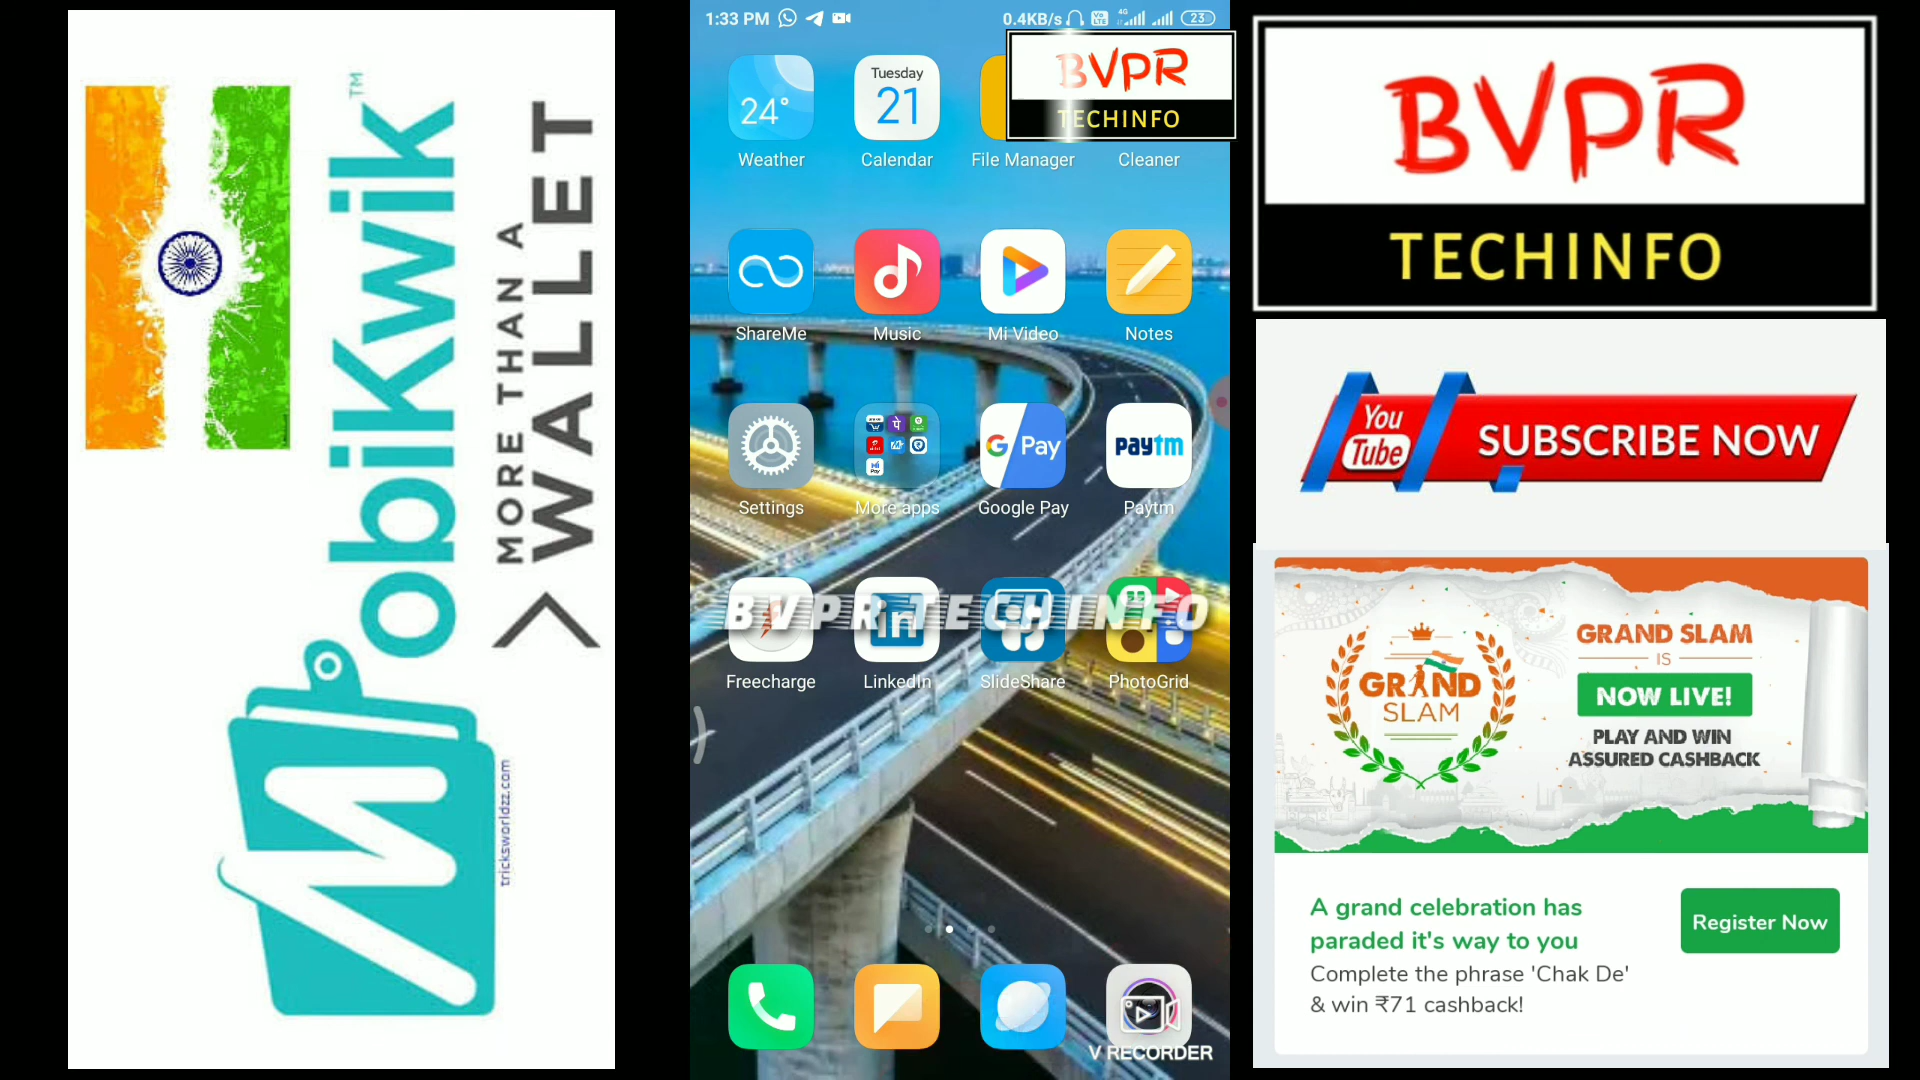 MobiKwik™
MORE THAN A
WALLET
tricksworldzz.com
1:33 PM
0.4KB/s
4G
23
24°
Weather
Tuesday
21
Calendar
File Manager
Cleaner
BVPR
TECHINFO
ShareMe
Music
Mi Video
Notes
Settings
More apps
G Pay
Google Pay
paytm
Paytm
BVPR TECHINFO
Freecharge
in
LinkedIn
SlideShare
PhotoGrid
V RECORDER
BVPR
TECHINFO
You
Tube
SUBSCRIBE NOW
GRAND
SLAM
GRAND SLAM
IS
NOW LIVE!
PLAY AND WIN
ASSURED CASHBACK
A grand celebration has
paraded it's way to you
Complete the phrase 'Chak De'
& win ₹71 cashback!
Register Now